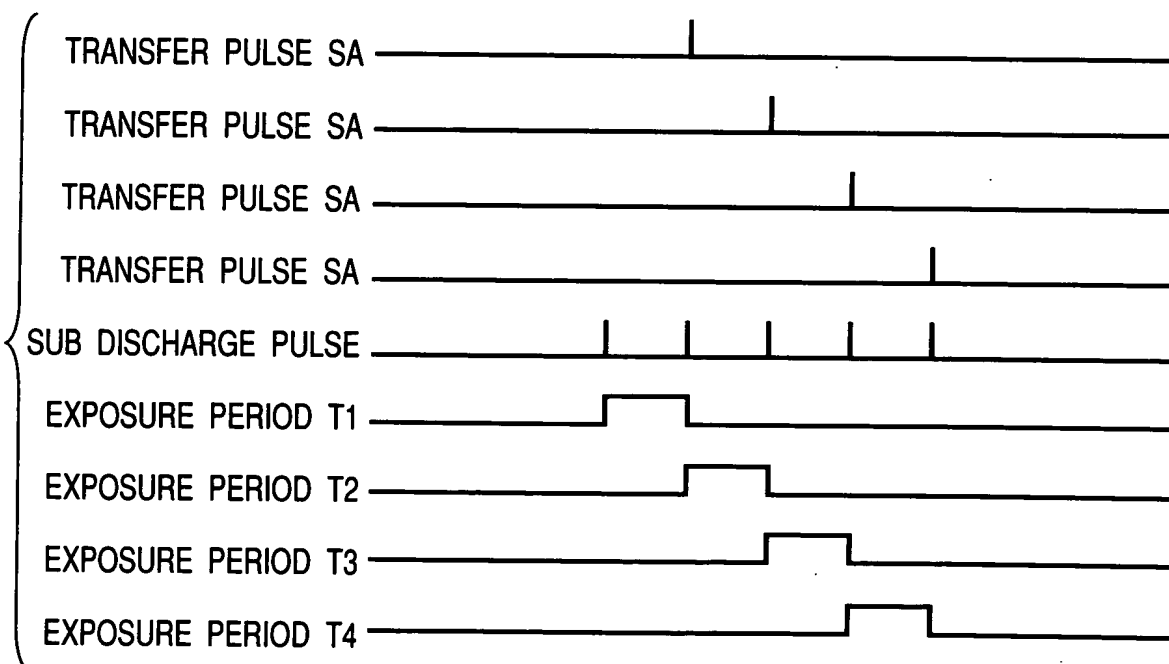 TRANSFER PULSE SA
TRANSFER PULSE SA
TRANSFER PULSE SA
TRANSFER PULSE SA
SUB DISCHARGE PULSE
EXPOSURE PERIOD T1
EXPOSURE PERIOD T2
EXPOSURE PERIOD T3
EXPOSURE PERIOD T4